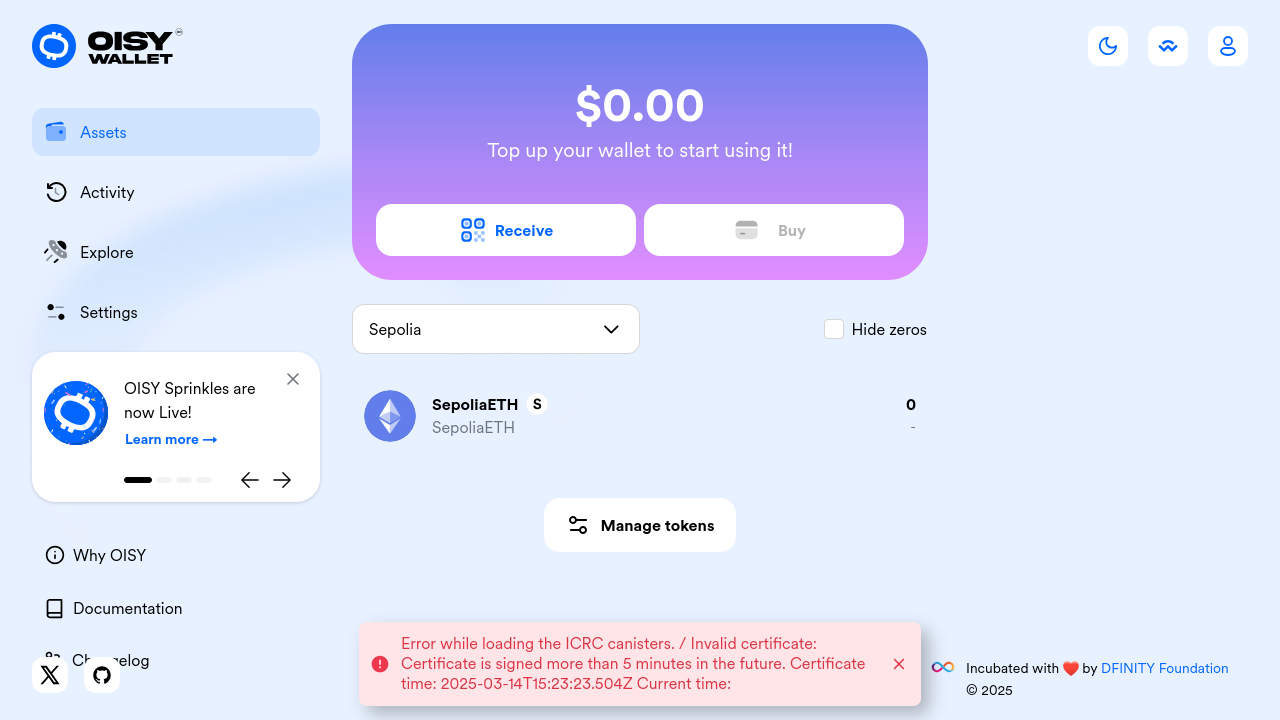 OISY
WALLET
Assets
Activity
Explore
Settings
OISY Sprinkles are
now Live!
Learn more →
Why OISY
Documentation
$0.00
Top up your wallet to start using it!
Receive
Buy
Sepolia
Hide zeros
SepoliaETH S
0
SepoliaETH
-
Manage tokens
Error while loading the ICRC canisters. / Invalid certificate:
Certificate is signed more than 5 minutes in the future. Certificate
time: 2025-03-14T15:23:23.504Z Current time:
Incubated with ❤️ by DFINITY Foundation
© 2025